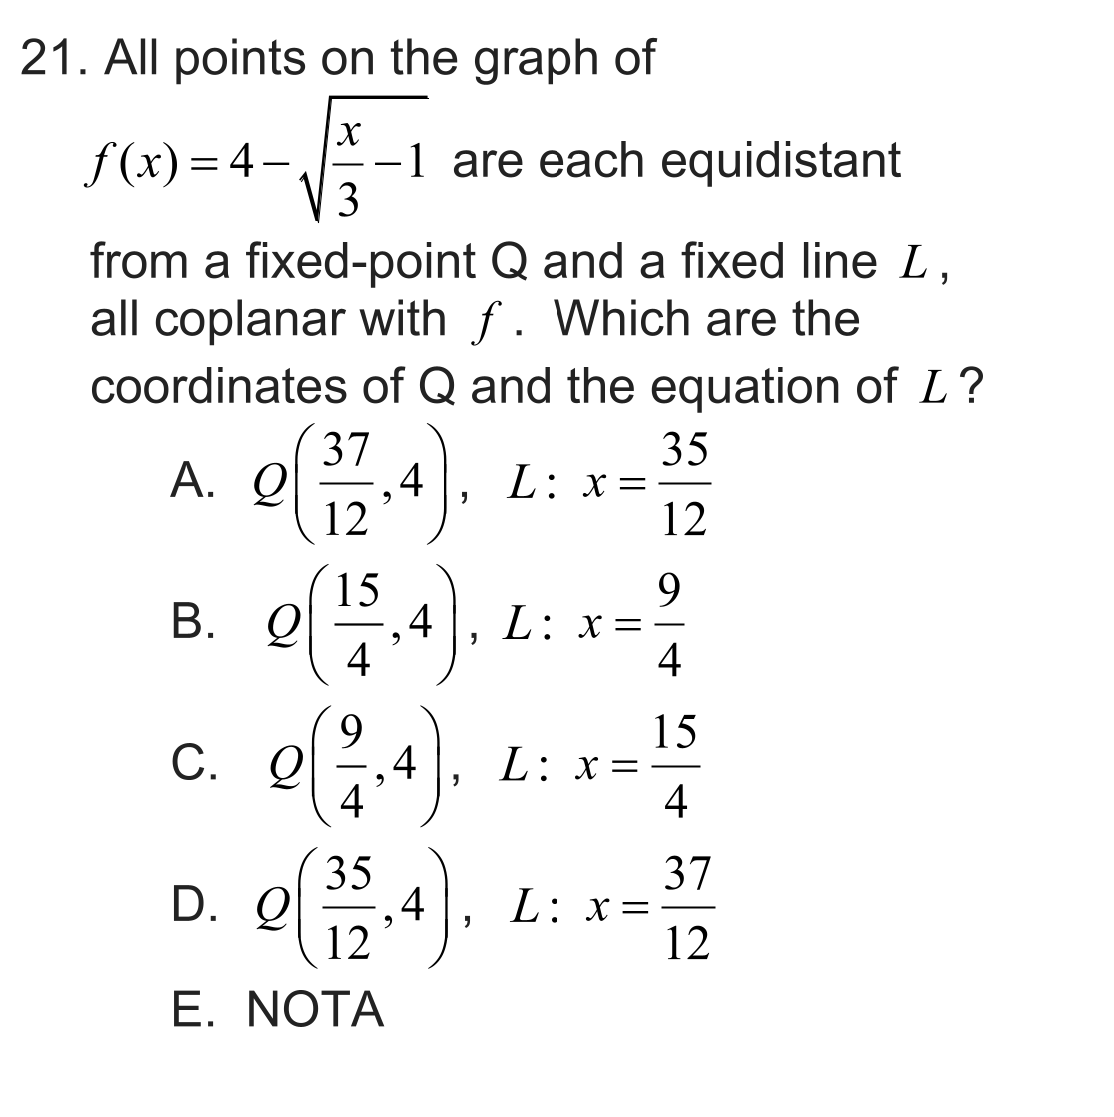 21. All points on the graph of
f(x) = 4 − √(x/3 − 1) are each equidistant
from a fixed-point Q and a fixed line L,
all coplanar with f. Which are the
coordinates of Q and the equation of L?
A. Q(37/12, 4), L: x = 35/12
B. Q(15/4, 4), L: x = 9/4
C. Q(9/4, 4), L: x = 15/4
D. Q(35/12, 4), L: x = 37/12
E. NOTA